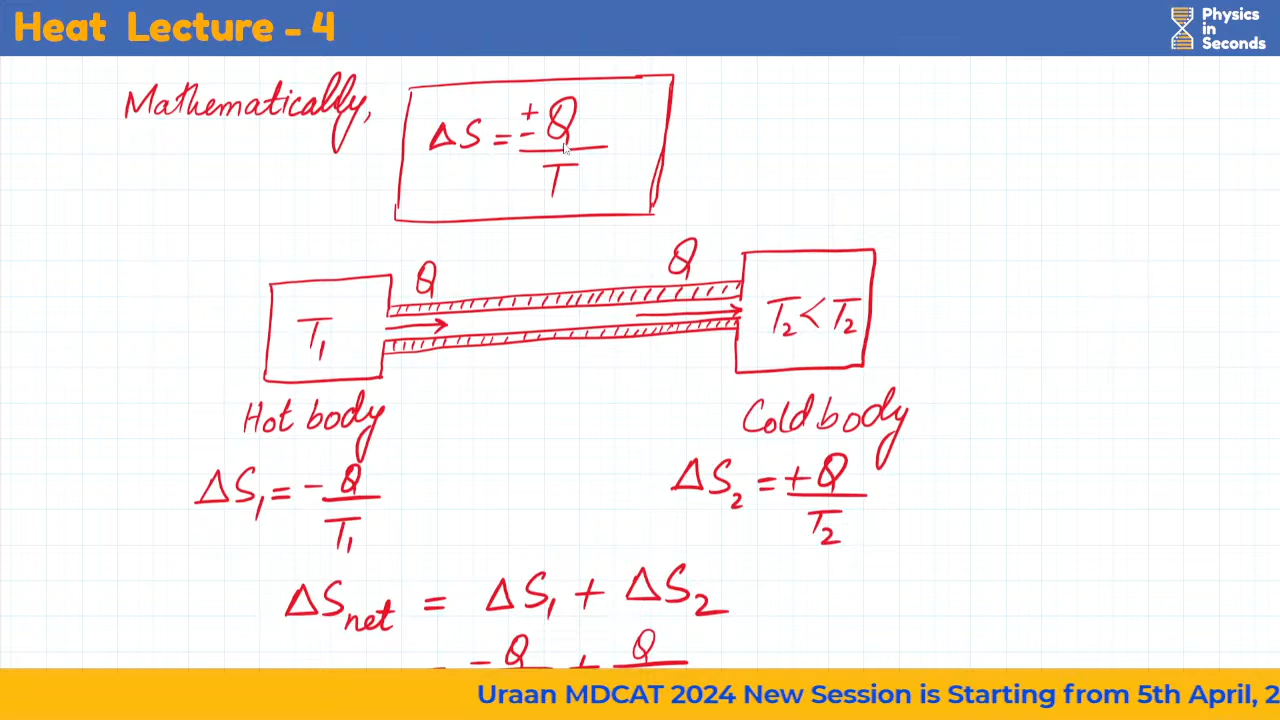 Heat Lecture - 4
Physics
in
Seconds
Mathematically,
ΔS = ±Q
T
Q
Q
T₁
T₂ < T₂
Hot body
Cold body
ΔS₁ = - Q
T₁
ΔS₂ = +Q
T₂
ΔSnet = ΔS₁ + ΔS₂
= - Q + Q
Uraan MDCAT 2024 New Session is Starting from 5th April, 2